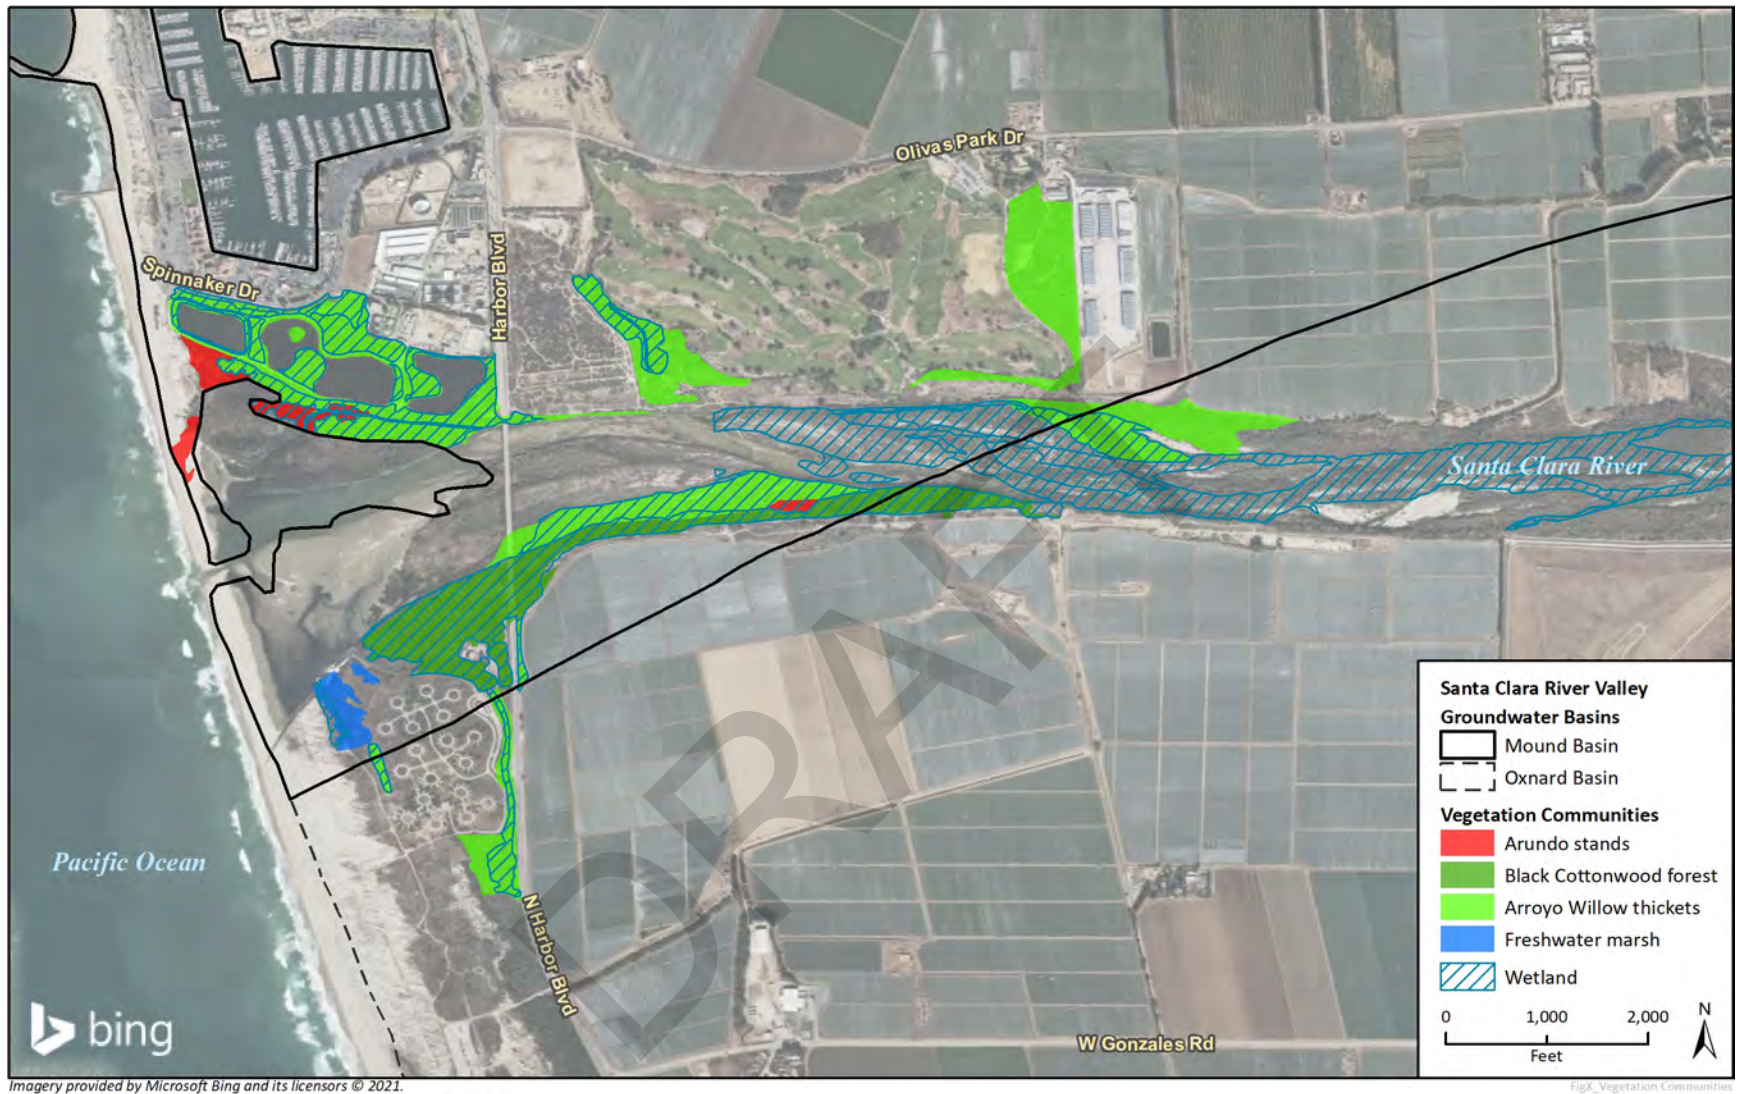 Olivas Park Dr
Spinnaker Dr
Harbor Blvd
Santa Clara River
Pacific Ocean
N Harbor Blvd
W Gonzales Rd
DRAFT
Santa Clara River Valley
Groundwater Basins
Mound Basin
Oxnard Basin
Vegetation Communities
Arundo stands
Black Cottonwood forest
Arroyo Willow thickets
Freshwater marsh
Wetland
0 1,000 2,000
Feet
N
bing
Imagery provided by Microsoft Bing and its licensors © 2021.
FigX_Vegetation Communities